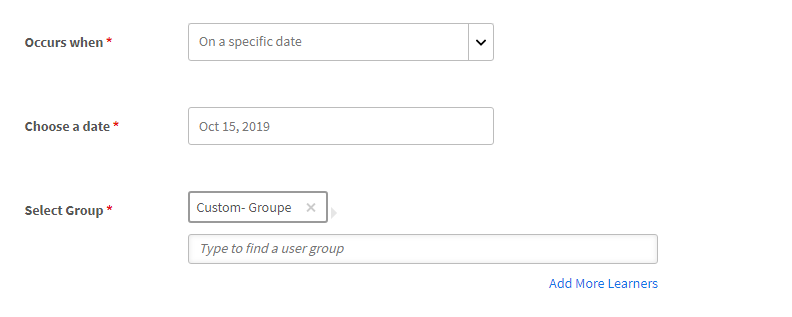 Occurs when * On a specific date
Choose a date * Oct 15, 2019
Select Group * Custom- Groupe ×
Type to find a user group
Add More Learners